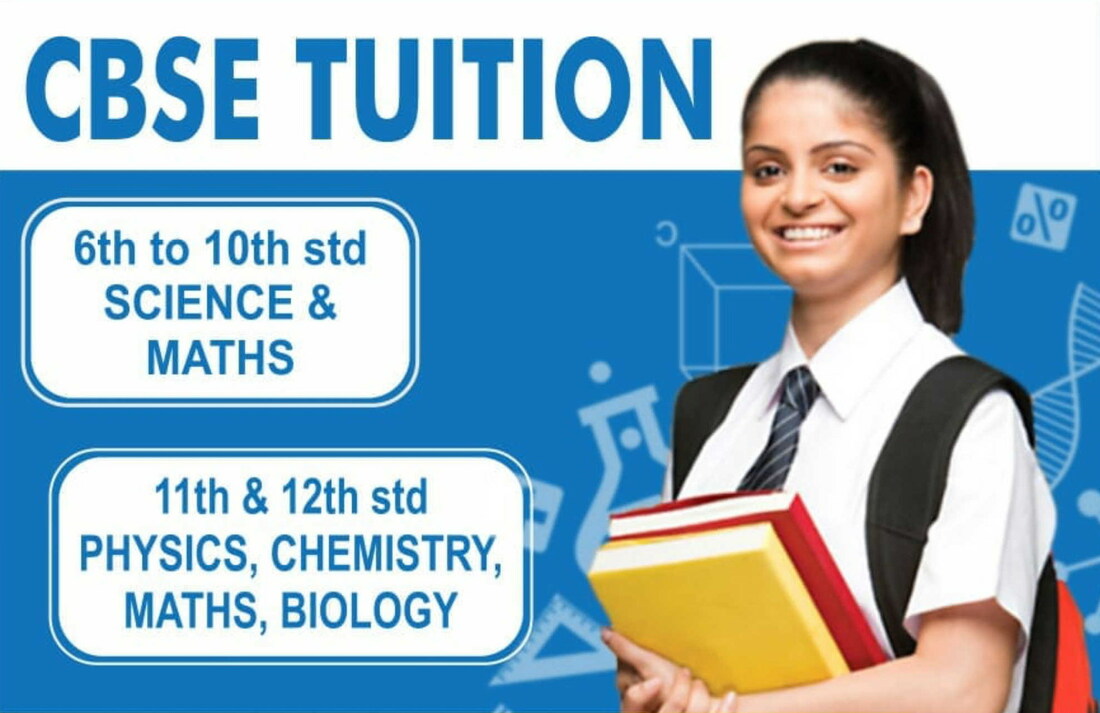 CBSE TUITION
6th to 10th std
SCIENCE &
MATHS
11th & 12th std
PHYSICS, CHEMISTRY,
MATHS, BIOLOGY
C
%